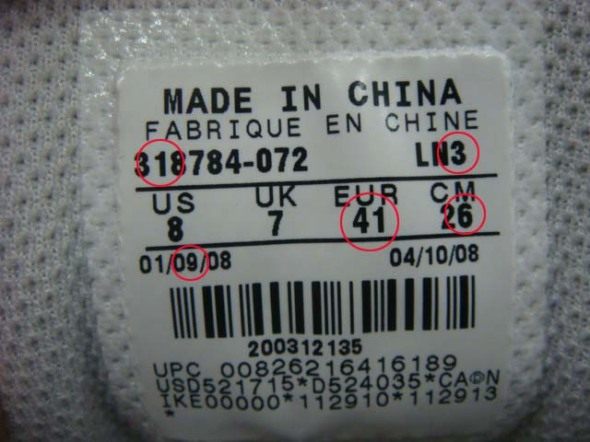 MADE IN CHINA
FABRIQUE EN CHINE
318784-072 LN3
US UK EUR CM
8 7 41 26
01/09/08 04/10/08
200312135
UPC 00826216416189
USD521715*D524035*CA®N
IKE00000*112910*112913
*